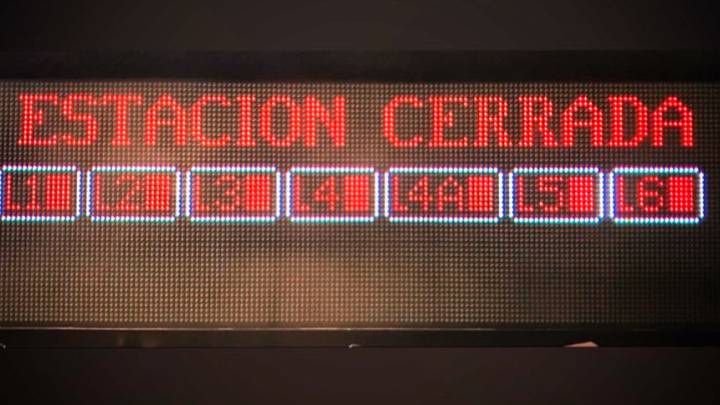 ESTACION CERRADA
L1 L2 L3 L4 L4A L5 L6